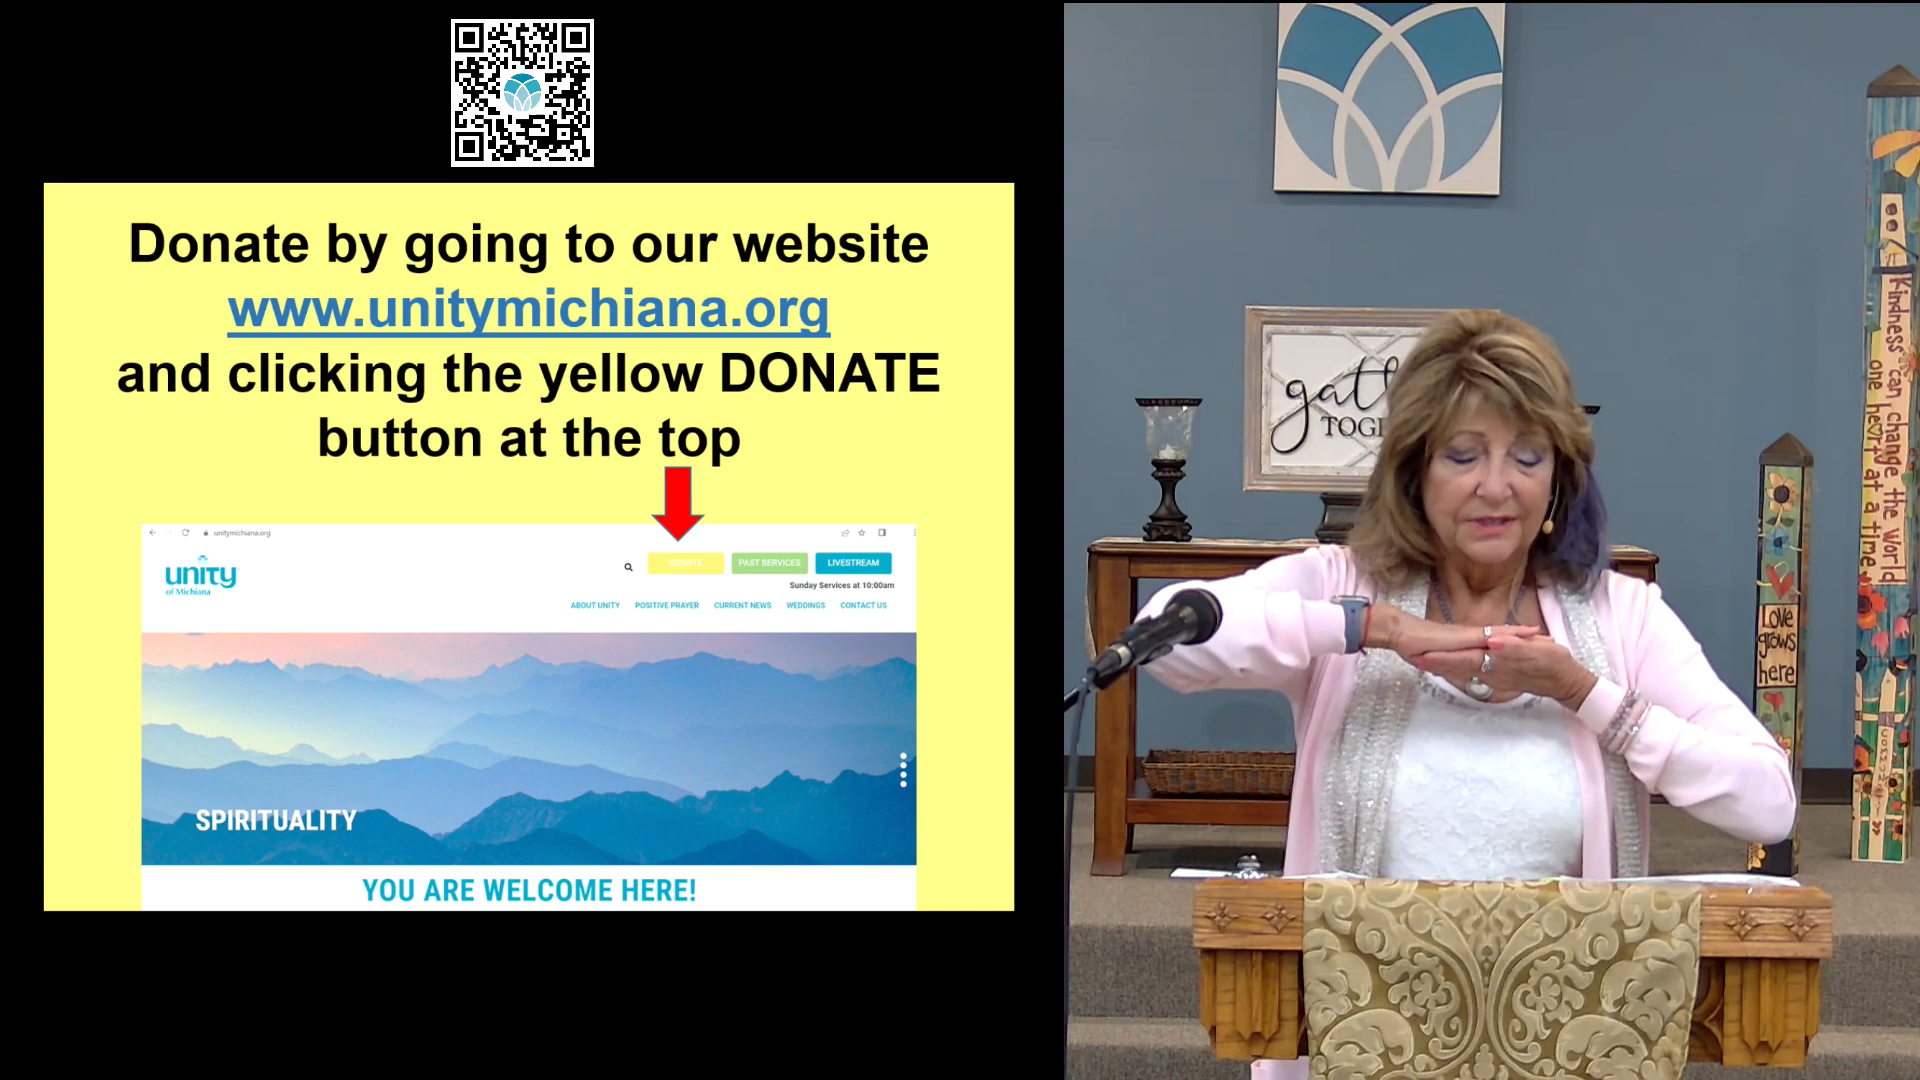 Donate by going to our website
www.unitymichiana.org
and clicking the yellow DONATE
button at the top
unitymichiana.org
unity
of Michiana
DONATE
PAST SERVICES
LIVESTREAM
Sunday Services at 10:00am
ABOUT UNITY
POSITIVE PRAYER
CURRENT NEWS
WEDDINGS
CONTACT US
SPIRITUALITY
YOU ARE WELCOME HERE!
Kindness can change the world
one heart at a time
Love
grows
here